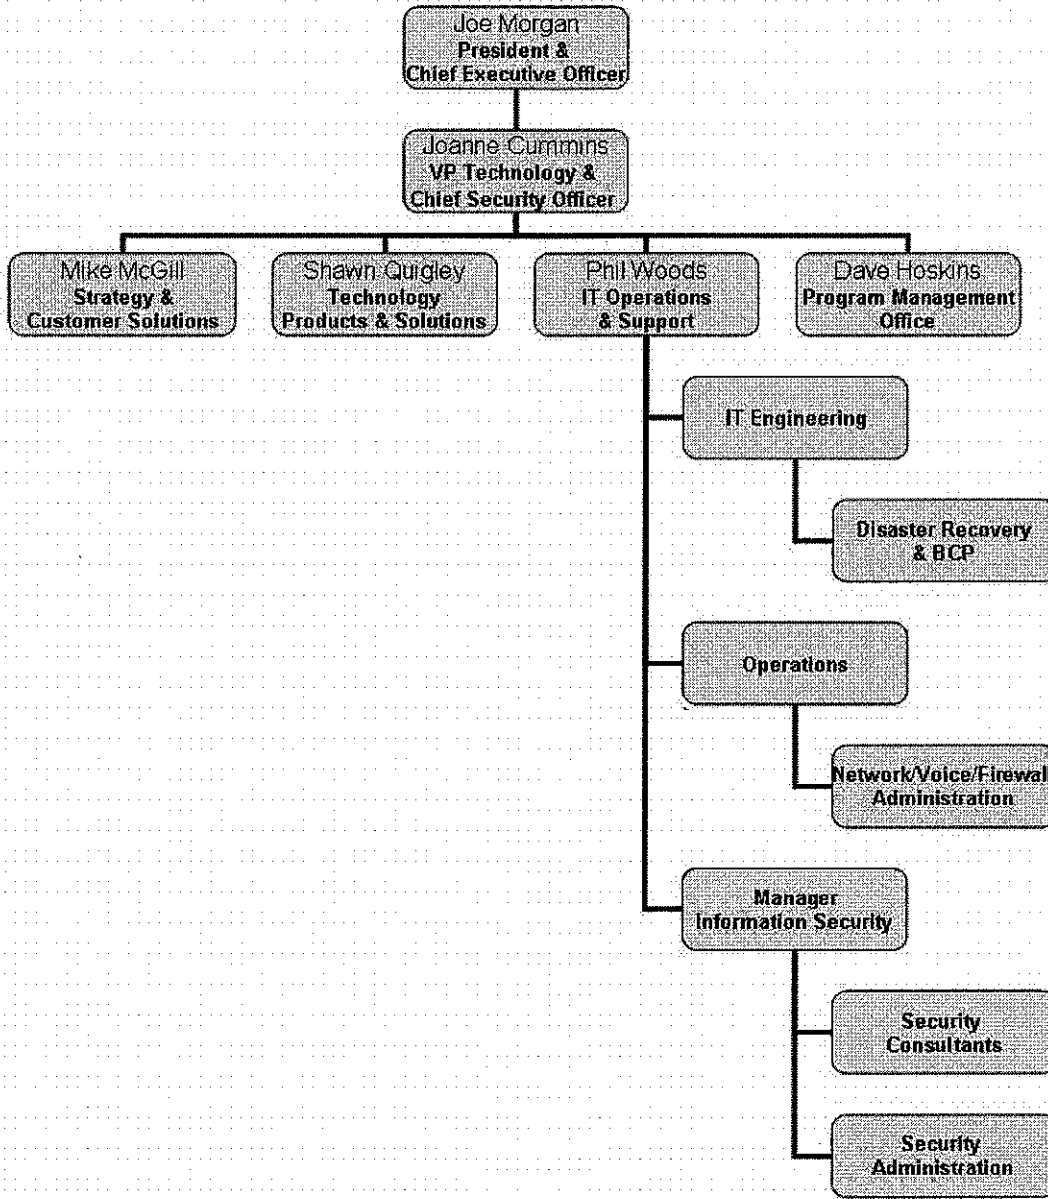 Joe Morgan
President &
Chief Executive Officer
Joanne Cummins
VP Technology &
Chief Security Officer
Mike McGill
Strategy &
Customer Solutions
Shawn Quigley
Technology
Products & Solutions
Phil Woods
IT Operations
& Support
Dave Hoskins
Program Management
Office
IT Engineering
Disaster Recovery
& BCP
Operations
Network/Voice/Firewall
Administration
Manager
Information Security
Security
Consultants
Security
Administration